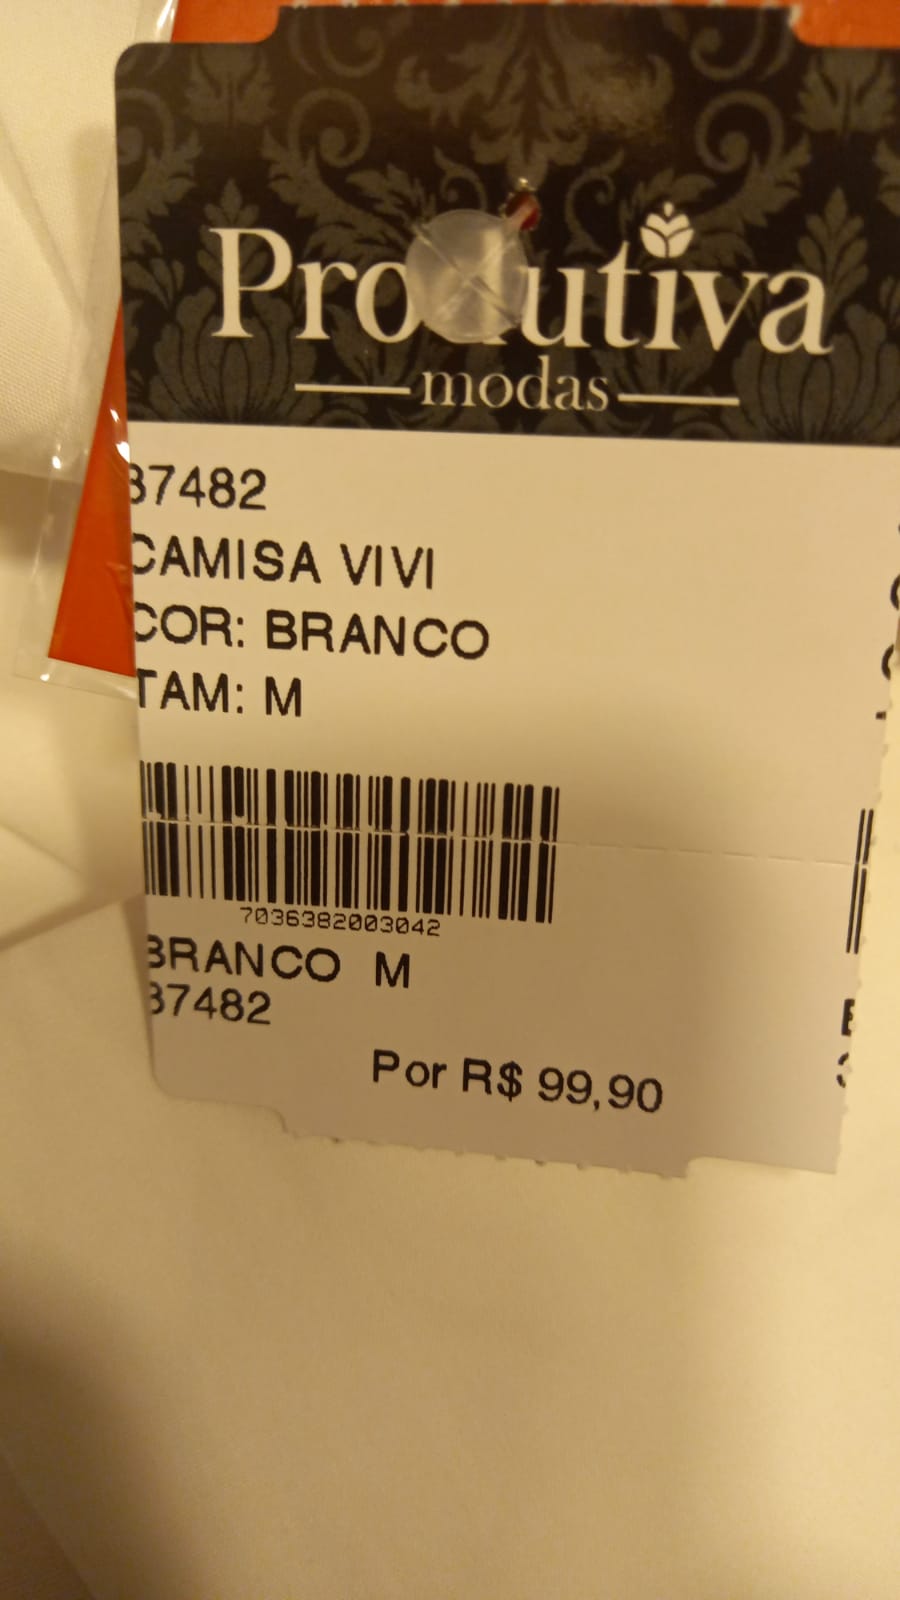 modas
37482
CAMISA VIVI
COR: BRANCO
TAM: M
7036382003042
BRANCO M
37482
Por R$ 99,90